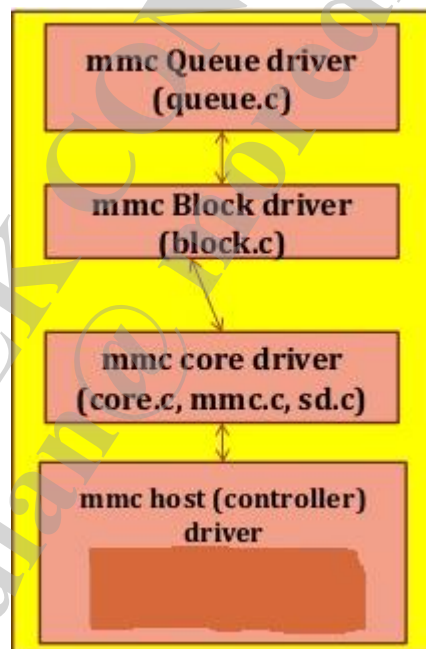 mmc Queue driver
(queue.c)
mmc Block driver
(block.c)
mmc core driver
(core.c, mmc.c, sd.c)
mmc host (controller)
driver